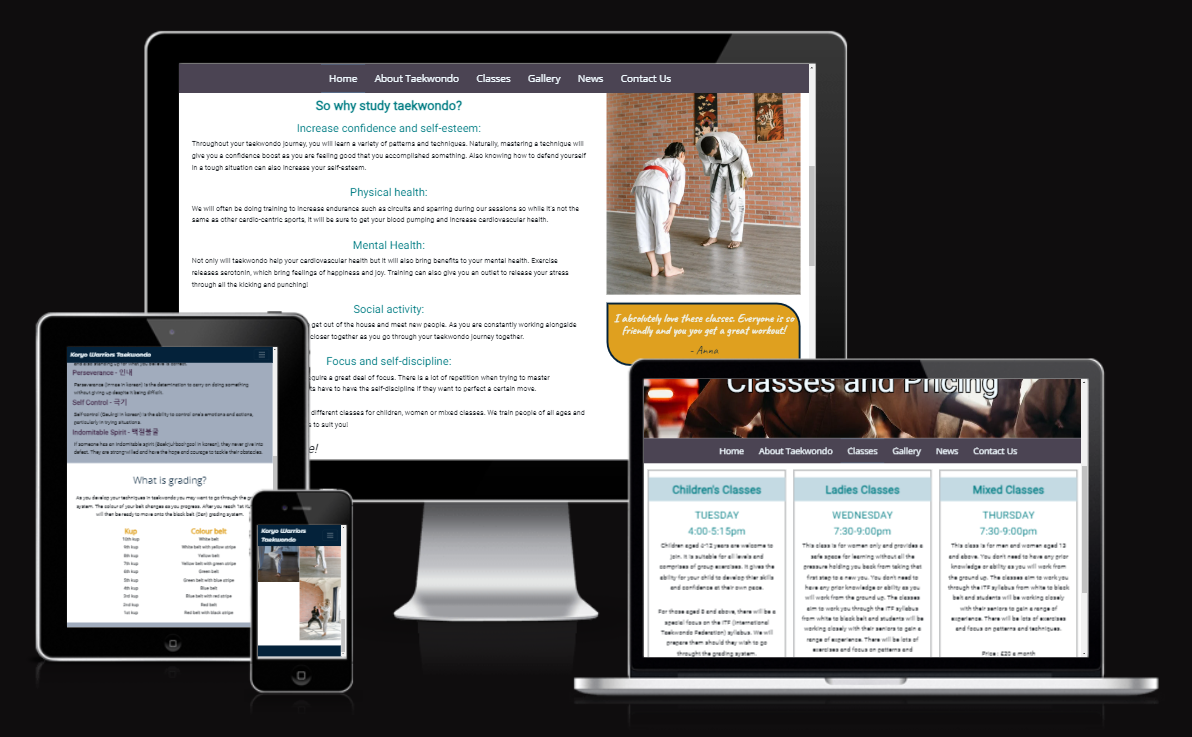 Home About Taekwondo Classes Gallery News Contact Us
So why study taekwondo?
Increase confidence and self-esteem:
Throughout your taekwondo journey, you will learn a variety of patterns and techniques. Naturally, mastering a technique will
give you a confidence boost as you are feeling good that you accomplished something. Also knowing how to defend yourself
in a tough situation can also increase your self-esteem.
Physical health:
We will often be doing training to increase endurance such as circuits and sparring during our sessions so while it's not the
same as other cardio-centric sports, it will be sure to get your blood pumping and increase cardiovascular health.
Mental Health:
Not only will taekwondo help your cardiovascular health but it will also bring benefits to your mental health. Exercise
releases serotonin, which bring feelings of happiness and joy. Training can also give you an outlet to release your stress
through all the kicking and punching!
Social activity:
get out of the house and meet new people. As you are constantly working alongside
closer together as you go through your taekwondo journey together.
Focus and self-discipline:
quire a great deal of focus. There is a lot of repetition when trying to master
ts have to have the self-discipline if they want to perfect a certain move.
different classes for children, women or mixed classes. We train people of all ages and
s to suit you!
e!
I absolutely love these classes. Everyone is so
friendly and you you get a great workout!
- Anna
Koryo Warriors Taekwondo
Perseverance - 인내
Perseverance (Innae in korean) is the determination to carry on doing something
without giving up despite it being difficult.
Self Control - 극기
Self-control (Geukgi in korean) is the ability to control one's emotions and actions,
particularly in trying situations.
Indomitable Spirit - 백절불굴
If someone has an indomitable spirit (Baekjul bool gool in korean), they never give into
defeat. They are strong-willed and have the hope and courage to tackle their obstacles.
What is grading?
As you develop your techniques in taekwondo you may want to go through the g
system. The colour of your belt changes as you progress. After you reach 1st Ku
will then be ready to move onto the black belt (Dan) grading system.
Kup Colour belt
10th kup White belt
9th kup White belt with yellow stripe
8th kup Yellow belt
7th kup Yellow belt with green stripe
6th kup Green belt
5th kup Green belt with blue stripe
4th kup Blue belt
3rd kup Blue belt with red stripe
2nd kup Red belt
1st kup Red belt with black stripe
Koryo Warriors
Taekwondo
Classes and Pricing
Home About Taekwondo Classes Gallery News Contact Us
Children's Classes
TUESDAY
4:00-5:15pm
Children aged 4-12 years are welcome to
join. It is suitable for all levels and
comprises of group exercises. It gives the
ability for your child to develop thier skills
and confidence at their own pace.
For those aged 8 and above, there will be a
special focus on the ITF (International
Taekwondo Federation) syllabus. We will
prepare them should they wish to go
throught the grading system.
Ladies Classes
WEDNESDAY
7:30-9:00pm
This class is for women only and provides a
safe space for learning without all the
pressure holding you back from taking that
first step to a new you. You don't need to
have any prior knowledge or ability as you
will work from the ground up. The classes
aim to work you through the ITF syllabus
from white to black belt and students will be
working closely with their seniors to gain a
range of experience. There will be lots of
exercises and focus on patterns and
Mixed Classes
THURSDAY
7:30-9:00pm
This class is for men and women aged 13
and above. You don't need to have any prior
knowledge or ability as you will work from
the ground up. The classes aim to work you
through the ITF syllabus from white to black
belt and students will be working closely
with their seniors to gain a range of
experience. There will be lots of exercises
and focus on patterns and techniques.
Price : £32 a month